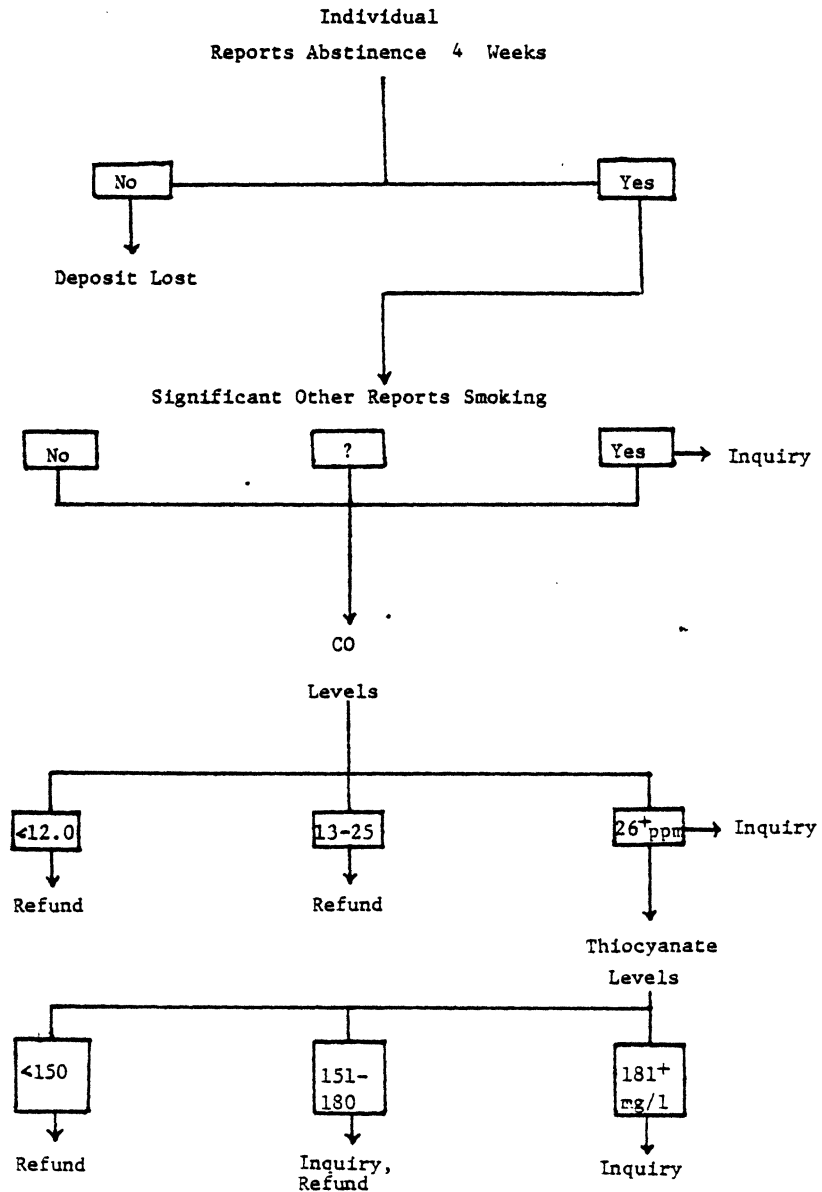 Individual
Reports Abstinence 4 Weeks
No
Yes
Deposit Lost
Significant Other Reports Smoking
No
?
Yes
Inquiry
CO
Levels
<12.0
13-25
26+ppm
Inquiry
Refund
Refund
Thiocyanate
Levels
<150
151-
180
181+
mg/l
Refund
Inquiry,
Refund
Inquiry